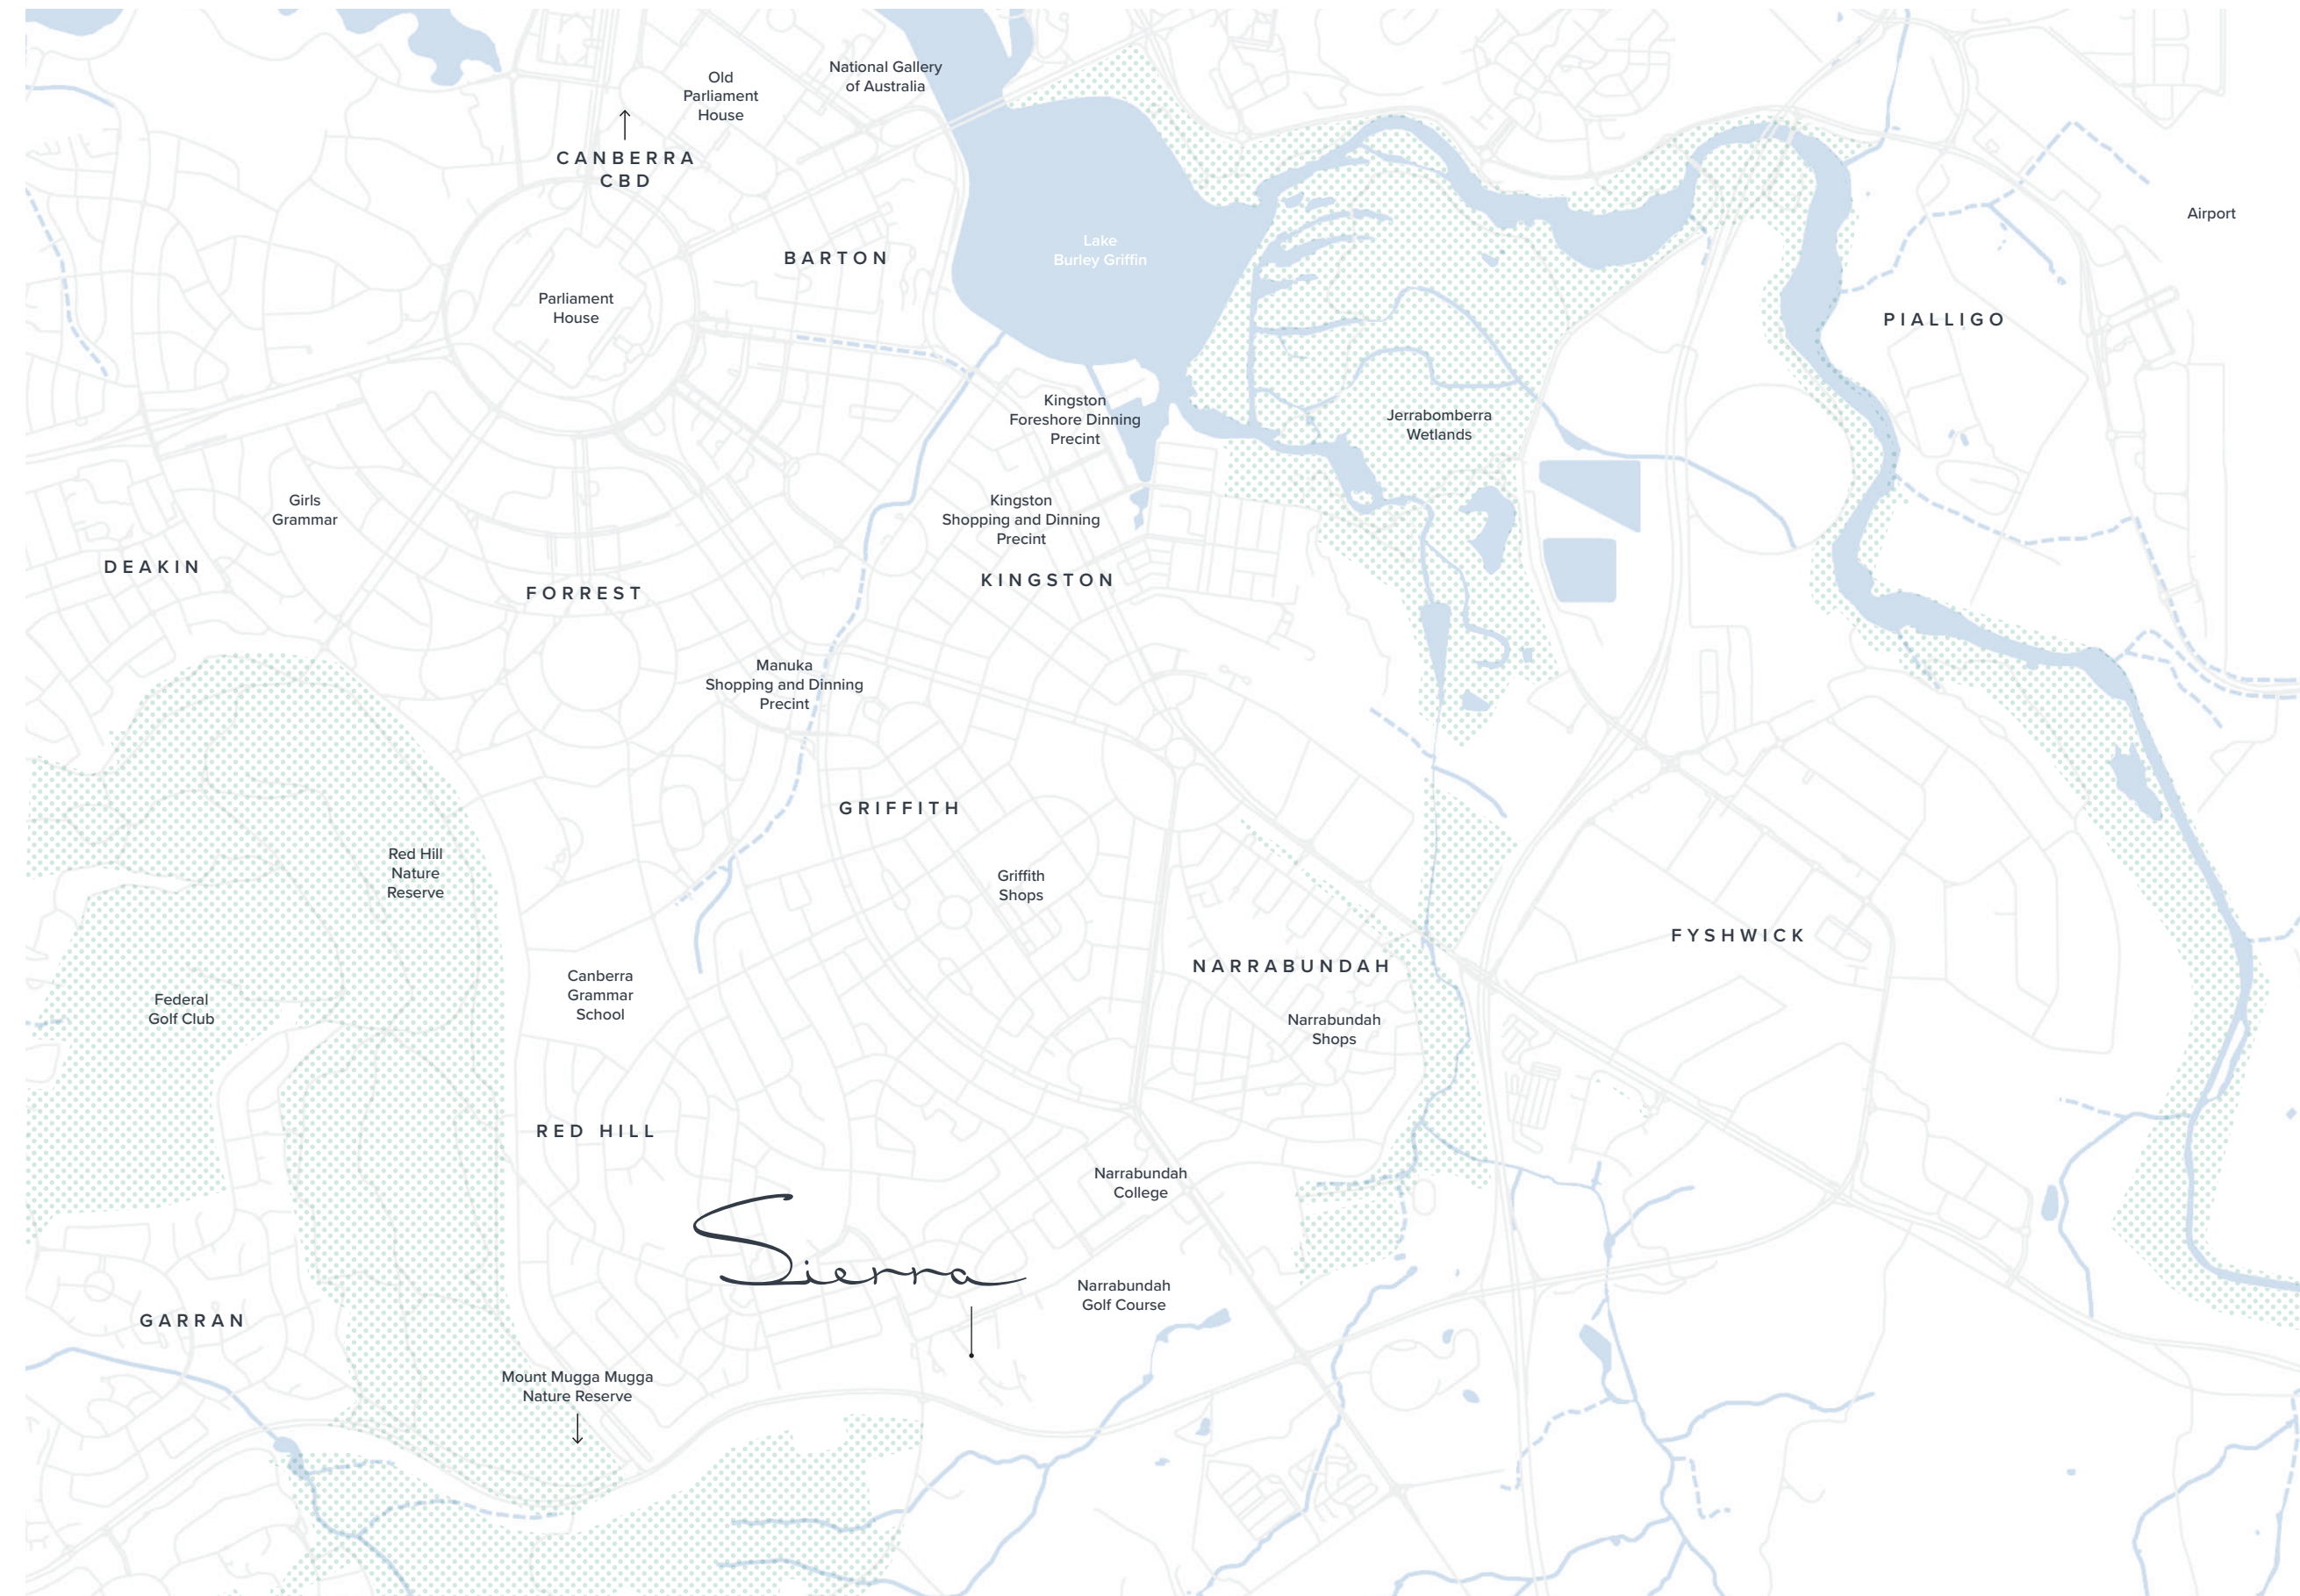 National Gallery
of Australia
Old
Parliament
House
CANBERRA
CBD
Airport
BARTON
Lake
Burley Griffin
Parliament
House
PIALLIGO
Kingston
Foreshore Dinning
Precint
Jerrabomberra
Wetlands
Girls
Grammar
Kingston
Shopping and Dinning
Precint
DEAKIN
FORREST
KINGSTON
Manuka
Shopping and Dinning
Precint
GRIFFITH
Red Hill
Nature
Reserve
Griffith
Shops
FYSHWICK
NARRABUNDAH
Canberra
Grammar
School
Federal
Golf Club
Narrabundah
Shops
RED HILL
Narrabundah
College
Sierra
Narrabundah
Golf Course
GARRAN
Mount Mugga Mugga
Nature Reserve